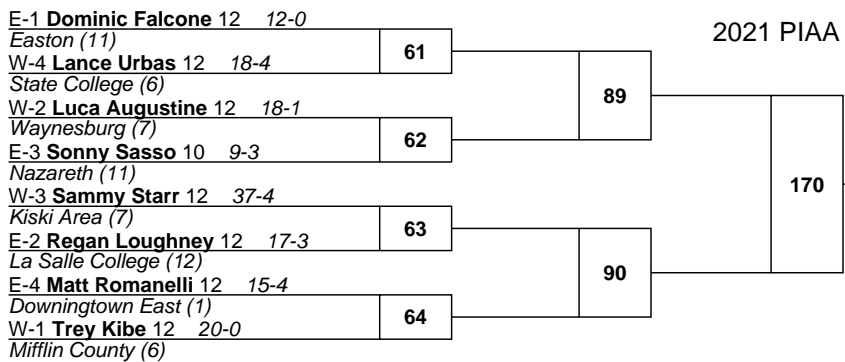 E-1 Dominic Falcone 12 12-0
2021 PIAA
Easton (11)
61
W-4 Lance Urbas 12 18-4
State College (6)
89
W-2 Luca Augustine 12 18-1
Waynesburg (7)
62
E-3 Sonny Sasso 10 9-3
Nazareth (11)
170
W-3 Sammy Starr 12 37-4
Kiski Area (7)
63
E-2 Regan Loughney 12 17-3
La Salle College (12)
90
E-4 Matt Romanelli 12 15-4
Downingtown East (1)
64
W-1 Trey Kibe 12 20-0
Mifflin County (6)